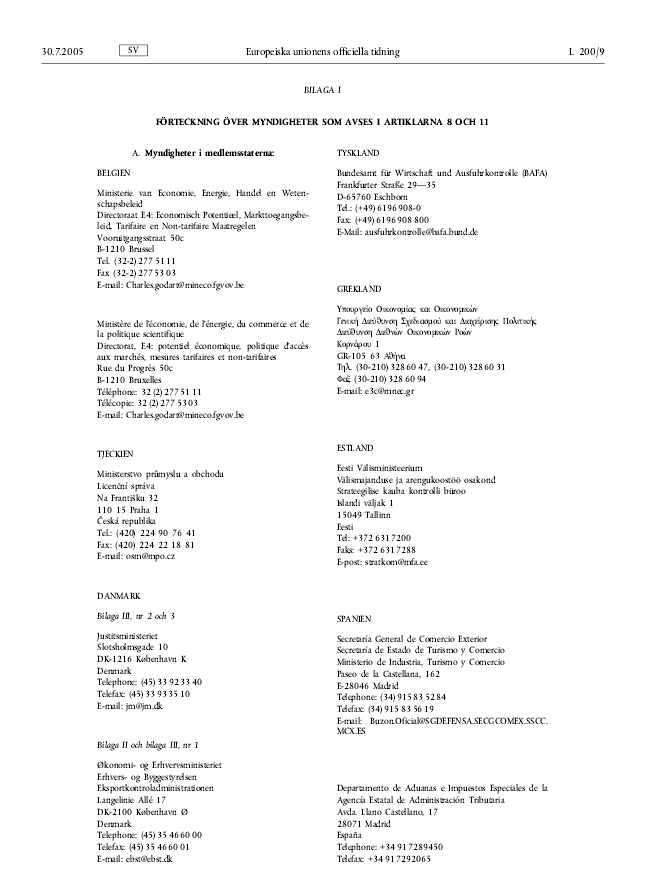 30.7.2005
SV
Europeiska unionens officiella tidning
L 200/9
BILAGA I
FÖRTECKNING ÖVER MYNDIGHETER SOM AVSES I ARTIKLARNA 8 OCH 11
A. Myndigheter i medlemsstaterna:
BELGIEN
Ministerie van Economie, Energie, Handel en Weten-
schapsbeleid
Directoraat E4: Economisch Potentieel, Markttoegangsbe-
leid, Tarifaire en Non-tarifaire Maatregelen
Vooruitgangsstraat 50c
B-1210 Brussel
Tel. (32-2) 277 51 11
Fax (32-2) 277 53 03
E-mail: Charles.godart@mineco.fgov.be
Ministère de l'économie, de l'énergie, du commerce et de
la politique scientifique
Directorat, E4: potentiel économique, politique d'accès
aux marchés, mesures tarifaires et non-tarifaires
Rue du Progrès 50c
B-1210 Bruxelles
Téléphone: 32 (2) 277 51 11
Télécopie: 32 (2) 277 53 03
E-mail: Charles.godart@mineco.fgov.be
TJECKIEN
Ministerstvo průmyslu a obchodu
Licenční správa
Na Františku 32
110 15 Praha 1
Česká republika
Tel.: (420) 224 90 76 41
Fax: (420) 224 22 18 81
E-mail: osm@mpo.cz
DANMARK
Bilaga III, nr 2 och 3
Justitsministeriet
Slotsholmsgade 10
DK-1216 København K
Denmark
Telephone: (45) 33 92 33 40
Telefax: (45) 33 93 35 10
E-mail: jm@jm.dk
Bilaga II och bilaga III, nr 1
Økonomi- og Erhvervsministeriet
Erhvers- og Byggestyrelsen
Eksportkontroladministrationen
Langelinie Allé 17
DK-2100 København Ø
Denmark
Telephone: (45) 35 46 60 00
Telefax: (45) 35 46 60 01
E-mail: ebst@ebst.dk
TYSKLAND
Bundesamt für Wirtschaft und Ausfuhrkontrolle (BAFA)
Frankfurter Straße 29—35
D-65760 Eschborn
Tel.: (+49) 6196 908-0
Fax: (+49) 6196 908 800
E-Mail: ausfuhrkontrolle@bafa.bund.de
GREKLAND
Υπουργείο Οικονομίας και Οικονομικών
Γενική Διεύθυνση Σχεδιασμού και Διαχείρισης Πολιτικής
Διεύθυνση Διεθνών Οικονομικών Ροών
Κορνάρου 1
GR-105 63 Αθήνα
Τηλ. (30-210) 328 60 47, (30-210) 328 60 31
Φαξ: (30-210) 328 60 94
E-mail: e3c@mnec.gr
ESTLAND
Eesti Välisministeerium
Välismajanduse ja arengukoostöö osakond
Strateegilise kauba kontrolli büroo
Islandi väljak 1
15049 Tallinn
Eesti
Tel: +372 631 7200
Faks: +372 631 7288
E-post: stratkom@mfa.ee
SPANIEN
Secretaría General de Comercio Exterior
Secretaría de Estado de Turismo y Comercio
Ministerio de Industria, Turismo y Comercio
Paseo de la Castellana, 162
E-28046 Madrid
Telephone: (34) 915 83 52 84
Telefax: (34) 915 83 56 19
E-mail: Buzon.Oficial@SGDEFENSA.SECGCOMEX.SSCC.
MCX.ES
Departamento de Aduanas e Impuestos Especiales de la
Agencia Estatal de Administración Tributaria
Avda. Llano Castellano, 17
28071 Madrid
España
Telephone: +34 91 7289450
Telefax: +34 91 7292065